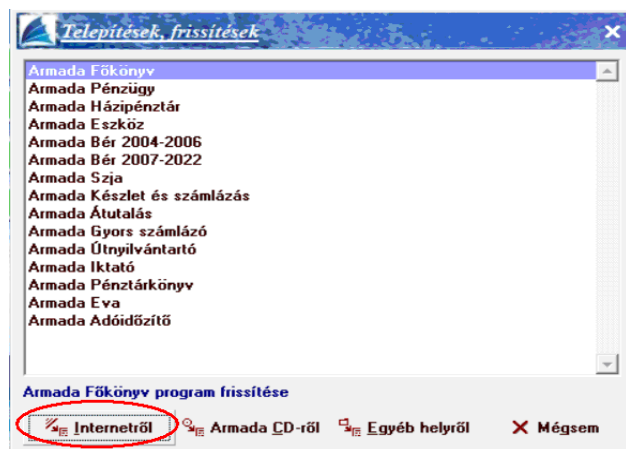 Telepítések, frissítések
Armada Főkönyv
Armada Pénzügy
Armada Házipénztár
Armada Eszköz
Armada Bér 2004-2006
Armada Bér 2007-2022
Armada Szja
Armada Készlet és számlázás
Armada Átutalás
Armada Gyors számlázó
Armada Útnyilvántartó
Armada Iktató
Armada Pénztárkönyv
Armada Eva
Armada Adóidőzítő
Armada Főkönyv program frissítése
Internetről Armada CD-ről Egyéb helyről Mégsem